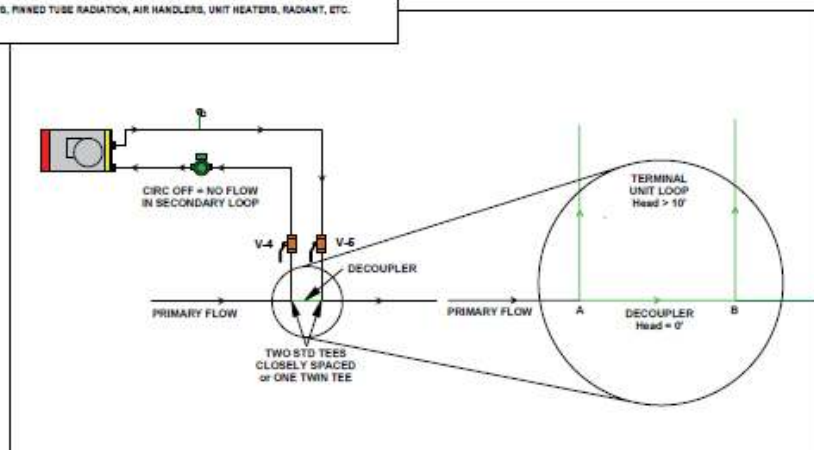 S, PINNED TUBE RADIATION, AIR HANDLERS, UNIT HEATERS, RADIANT, ETC.
CIRC OFF = NO FLOW
IN SECONDARY LOOP
V-4
V-5
DECOUPLER
PRIMARY FLOW
TWO STD TEES
CLOSELY SPACED
or ONE TWIN TEE
TERMINAL
UNIT LOOP
Head > 10'
PRIMARY FLOW
A
DECOUPLER
Head = 0'
B